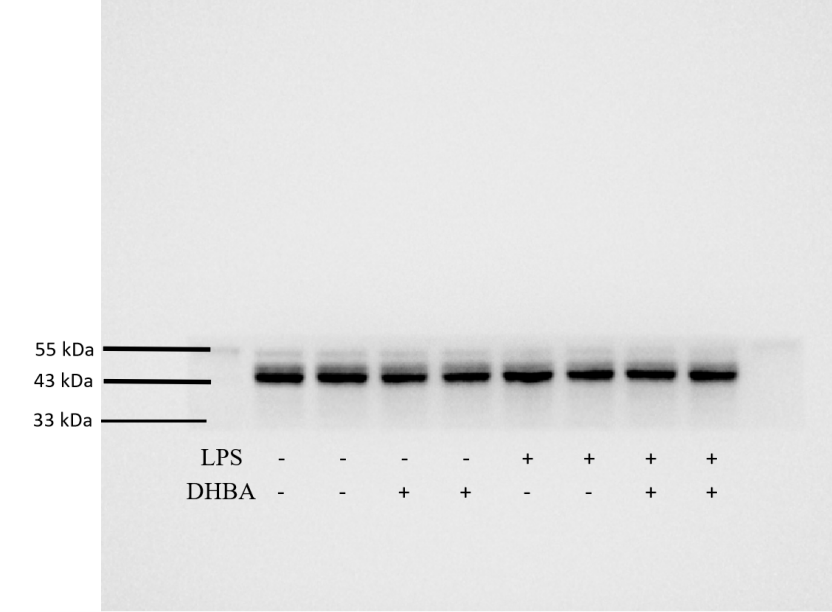 55 kDa
43 kDa
33 kDa
LPS - - - - + + + +
DHBA - - + + - - + +